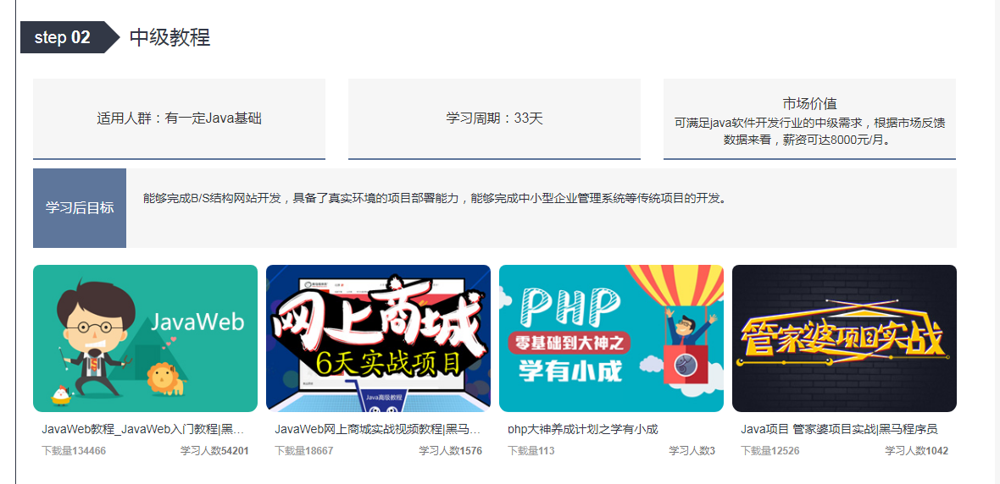 step 02 中级教程
适用人群：有一定Java基础
学习周期：33天
市场价值
可满足java软件开发行业的中级需求，根据市场反馈
数据来看，薪资可达8000元/月。
学习后目标
能够完成B/S结构网站开发，具备了真实环境的项目部署能力，能够完成中小型企业管理系统等传统项目的开发。
JavaWeb
网上商城
6天实战项目
Java高级教程
PHP
零基础到大神之
学有小成
管家婆项目实战
JavaWeb教程_JavaWeb入门教程|黑...
下载量134466 学习人数54201
JavaWeb网上商城实战视频教程|黑马...
下载量18667 学习人数1576
php大神养成计划之学有小成
下载量113 学习人数3
Java项目 管家婆项目实战|黑马程序员
下载量12526 学习人数1042